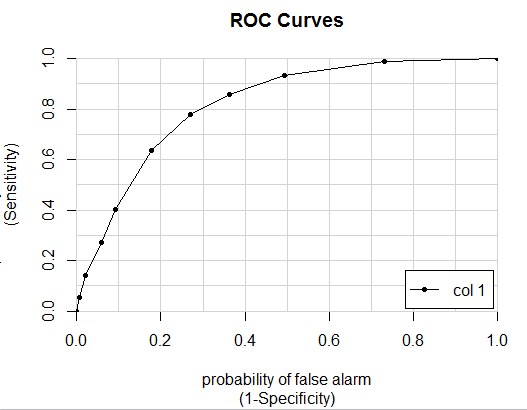 ROC Curves
(Sensitivity)
0.0 0.2 0.4 0.6 0.8 1.0
col 1
0.0 0.2 0.4 0.6 0.8 1.0
probability of false alarm
(1-Specificity)